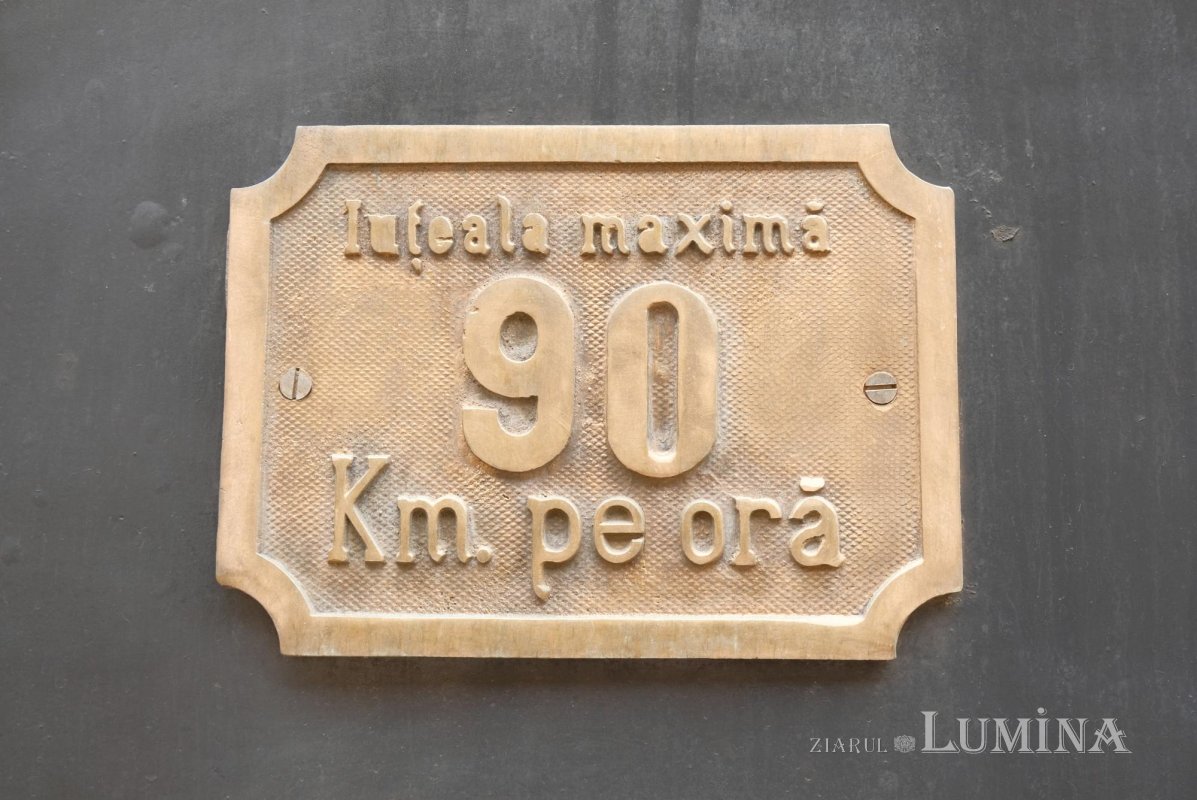 Iuțeala maximă
90
Km. pe oră
ZIARUL LUMINA